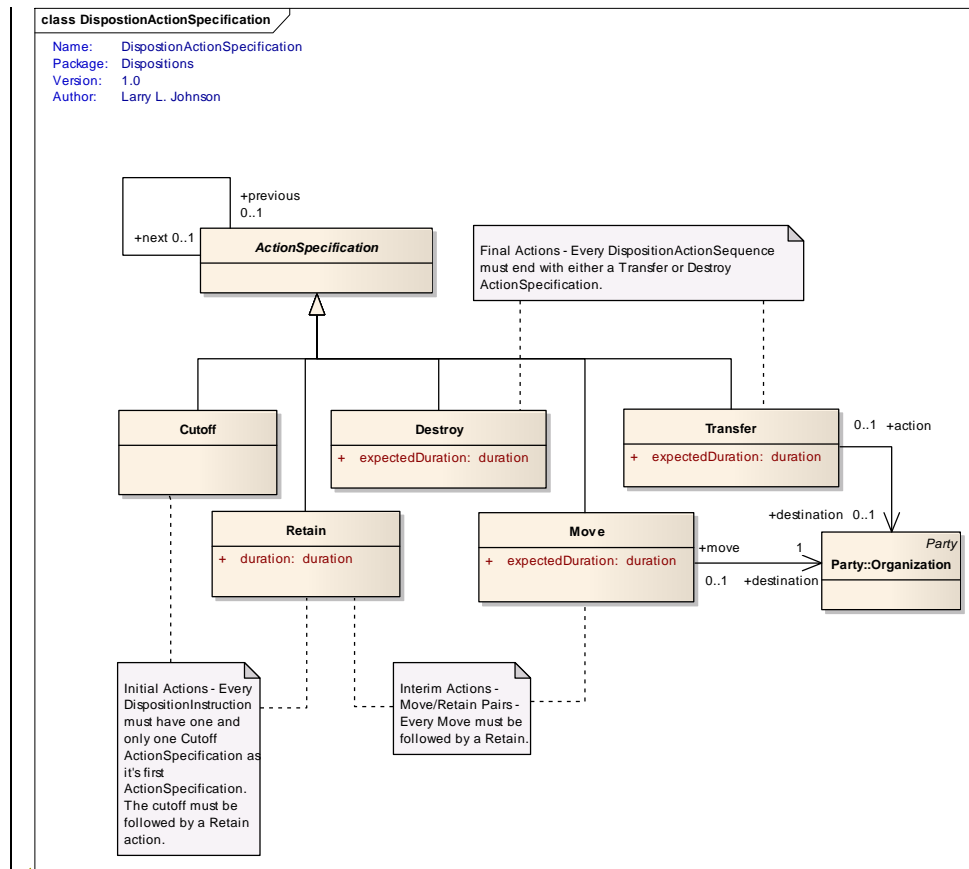 class DispostionActionSpecification
Name: DispostionActionSpecification
Package: Dispositions
Version: 1.0
Author: Larry L. Johnson
+previous
0..1
+next 0..1
ActionSpecification
Final Actions - Every DispositionActionSequence
must end with either a Transfer or Destroy
ActionSpecification.
Cutoff
Destroy
+ expectedDuration: duration
Transfer
+ expectedDuration: duration
0..1 +action
+destination 0..1
Retain
+ duration: duration
Move
+ expectedDuration: duration
+move 1
0..1 +destination
Party
Party::Organization
Initial Actions - Every
DispositionInstruction
must have one and
only one Cutoff
ActionSpecification as
it's first
ActionSpecification.
The cutoff must be
followed by a Retain
action.
Interim Actions -
Move/Retain Pairs -
Every Move must be
followed by a Retain.